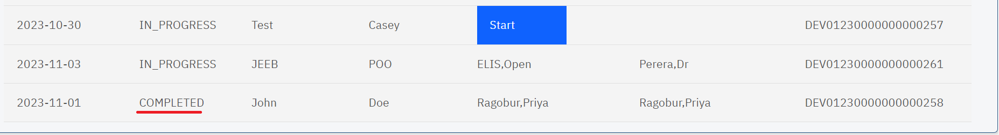 2023-10-30 IN_PROGRESS Test Casey Start DEV01230000000000257
2023-11-03 IN_PROGRESS JEEB POO ELIS,Open Perera,Dr DEV01230000000000261
2023-11-01 COMPLETED John Doe Ragobur,Priya Ragobur,Priya DEV01230000000000258